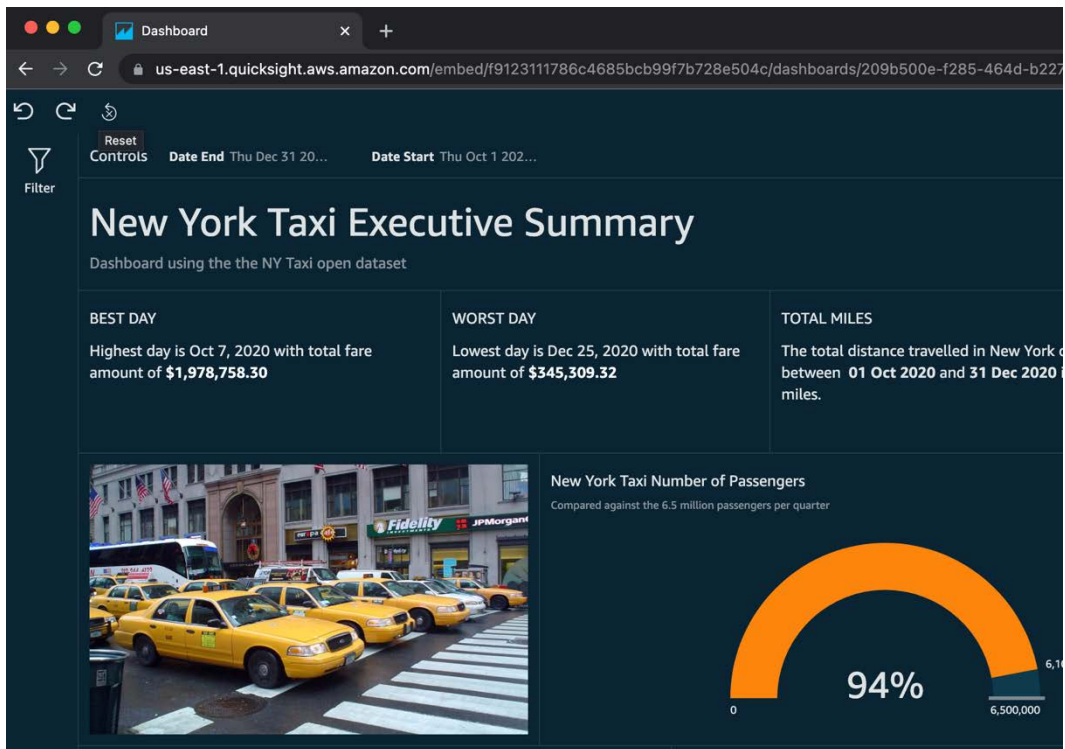 Dashboard
us-east-1.quicksight.aws.amazon.com/embed/f9123111786c4685bcb99f7b728e504c/dashboards/209b500e-f285-464d-b227
Reset
Controls Date End Thu Dec 31 20... Date Start Thu Oct 1 202...
Filter
New York Taxi Executive Summary
Dashboard using the the NY Taxi open dataset
BEST DAY
Highest day is Oct 7, 2020 with total fare
amount of $1,978,758.30
WORST DAY
Lowest day is Dec 25, 2020 with total fare
amount of $345,309.32
TOTAL MILES
The total distance travelled in New York
between 01 Oct 2020 and 31 Dec 2020
miles.
Fidelity
INVESTMENTS
JPMorgan
New York Taxi Number of Passengers
Compared against the 6.5 million passengers per quarter
94%
0
6,500,000